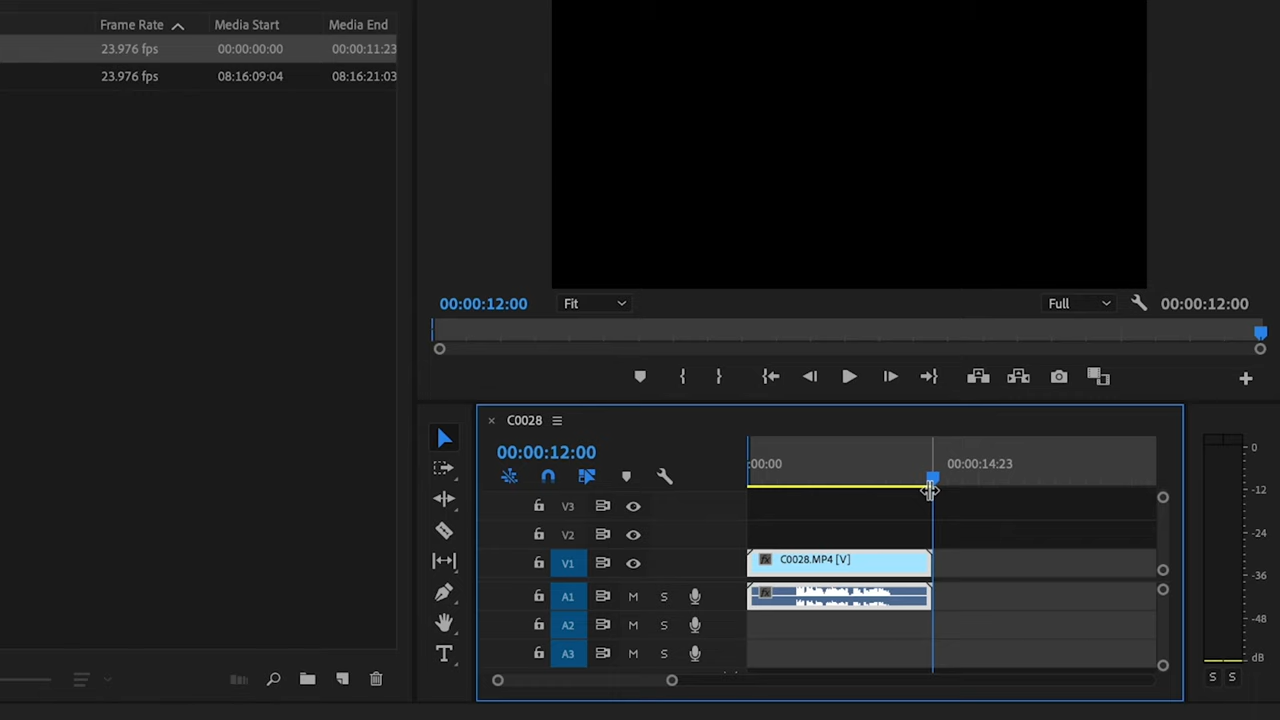 Frame Rate Media Start Media End
23.976 fps 00:00:00:00 00:00:11:23
23.976 fps 08:16:09:04 08:16:21:03
00:00:12:00 Fit Full 00:00:12:00
C0028
00:00:12:00
:00:00 00:00:14:23
V3
V2
V1 fx C0028.MP4 [V]
A1 M S fx
A2 M S
A3 M S
0
-12
-24
-36
-48
dB
S S